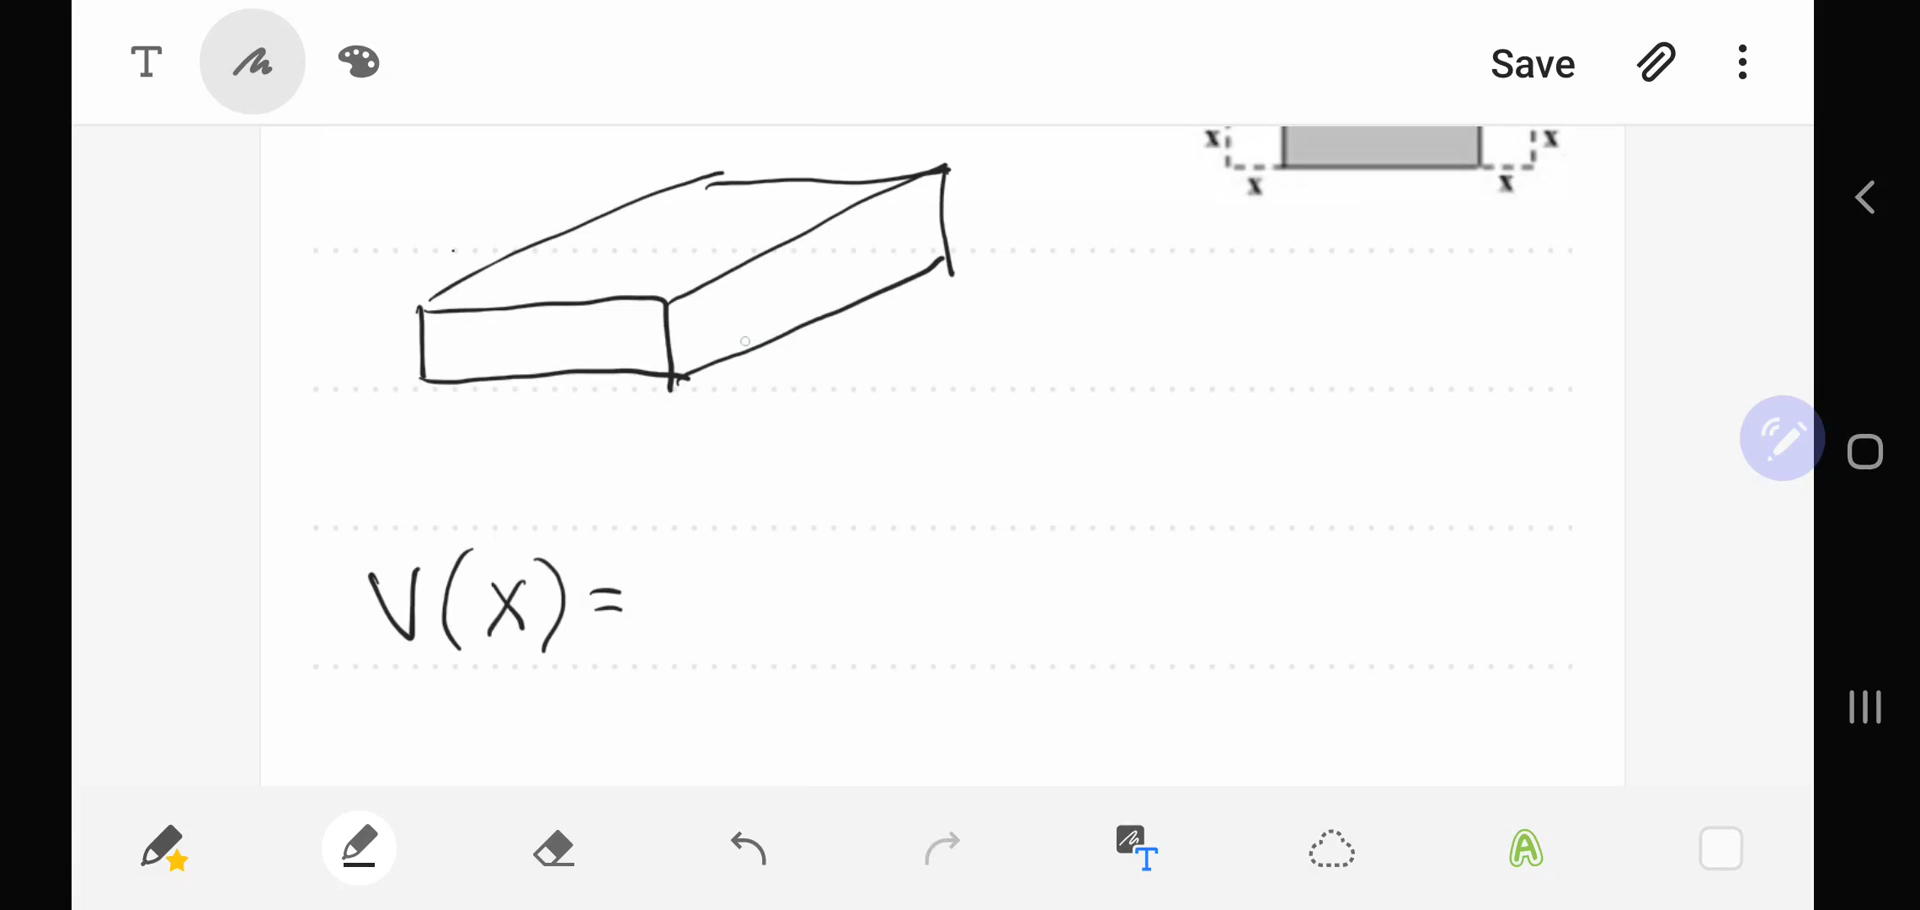 T Save
x x
x x
V(x)=
T A